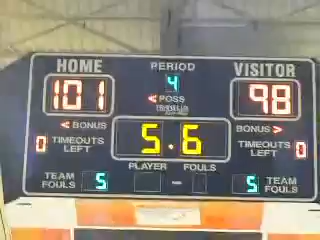 HOME PERIOD VISITOR
101 4 98
< POSS
< BONUS 5.6 BONUS >
0 TIMEOUTS LEFT TIMEOUTS LEFT 0
PLAYER FOULS
TEAM FOULS 5 - 5 TEAM FOULS